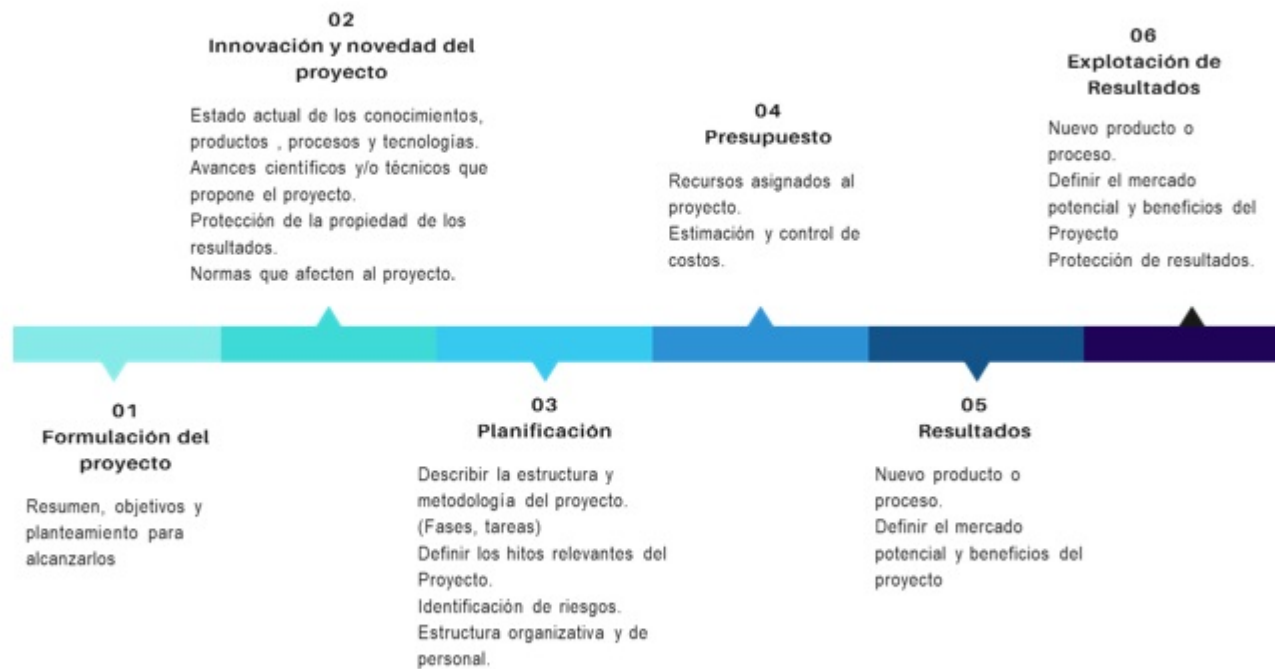 01
Formulación del
proyecto
Resumen, objetivos y
planteamiento para
alcanzarlos
02
Innovación y novedad del
proyecto
Estado actual de los conocimientos,
productos , procesos y tecnologías.
Avances científicos y/o técnicos que
propone el proyecto.
Protección de la propiedad de los
resultados.
Normas que afecten al proyecto.
03
Planificación
Describir la estructura y
metodología del proyecto.
(Fases, tareas)
Definir los hitos relevantes del
Proyecto.
Identificación de riesgos.
Estructura organizativa y de
personal.
04
Presupuesto
Recursos asignados al
proyecto.
Estimación y control de
costos.
05
Resultados
Nuevo producto o
proceso.
Definir el mercado
potencial y beneficios del
proyecto
06
Explotación de
Resultados
Nuevo producto o
proceso.
Definir el mercado
potencial y beneficios del
Proyecto
Protección de resultados.